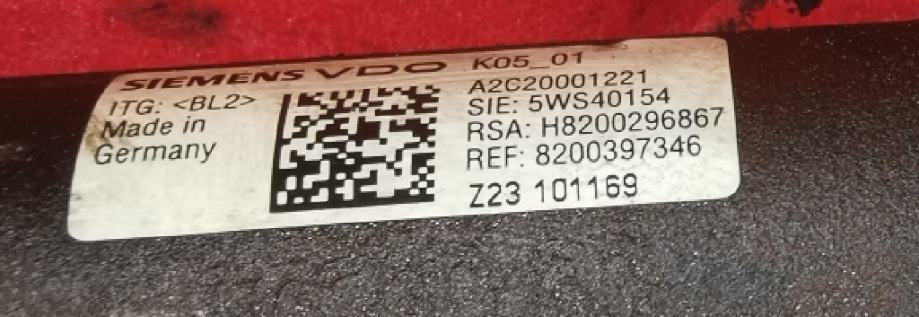 SIEMENS VDO
ITG: <BL2>
Made in
Germany
K05_01
A2C20001221
SIE: 5WS40154
RSA: H8200296867
REF: 8200397346
Z23 101169